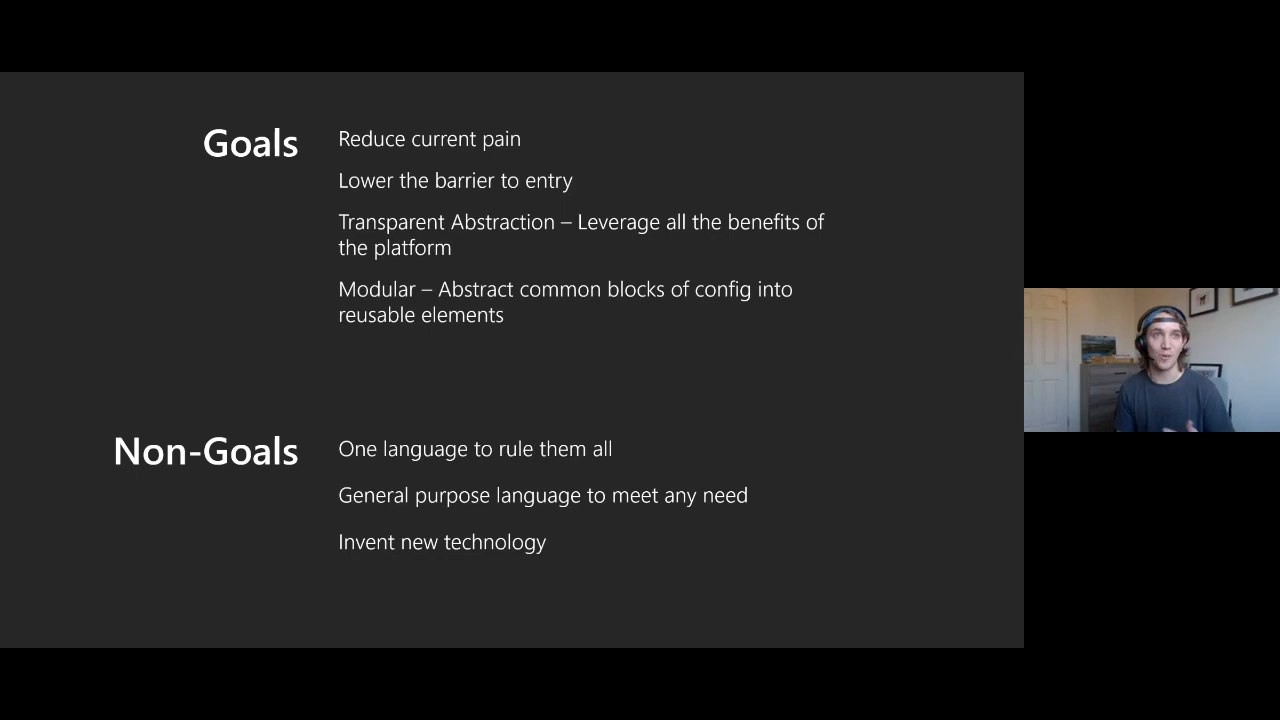 Goals
Reduce current pain
Lower the barrier to entry
Transparent Abstraction – Leverage all the benefits of
the platform
Modular – Abstract common blocks of config into
reusable elements
Non-Goals
One language to rule them all
General purpose language to meet any need
Invent new technology